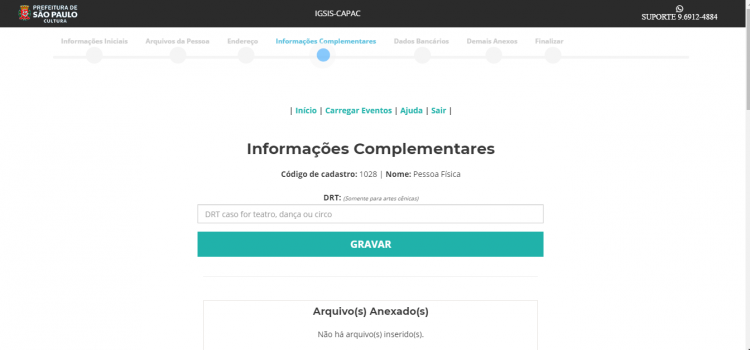 PREFEITURA DE
SÃO PAULO
CULTURA
IGSIS-CAPAC
SUPORTE 9.6912-4884
Informações Iniciais
Arquivos da Pessoa
Endereço
Informações Complementares
Dados Bancários
Demais Anexos
Finalizar
| Início | Carregar Eventos | Ajuda | Sair |
Informações Complementares
Código de cadastro: 1028 | Nome: Pessoa Física
DRT: (Somente para artes cênicas)
DRT caso for teatro, dança ou circo
GRAVAR
Arquivo(s) Anexado(s)
Não há arquivo(s) inserido(s).